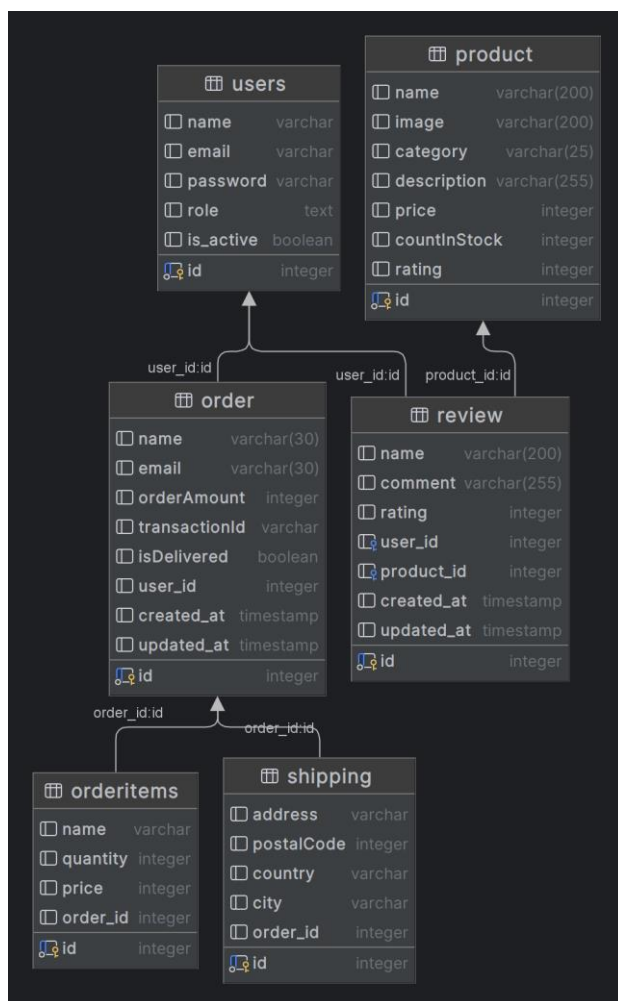 users
name varchar
email varchar
password varchar
role text
is_active boolean
id integer
product
name varchar(200)
image varchar(200)
category varchar(25)
description varchar(255)
price integer
countInStock integer
rating integer
id integer
user_id:id
user_id:id
product_id:id
order
name varchar(30)
email varchar(30)
orderAmount integer
transactionId varchar
isDelivered boolean
user_id integer
created_at timestamp
updated_at timestamp
id integer
review
name varchar(200)
comment varchar(255)
rating integer
user_id integer
product_id integer
created_at timestamp
updated_at timestamp
id integer
order_id:id
order_id:id
orderitems
name varchar
quantity integer
price integer
order_id integer
id integer
shipping
address varchar
postalCode integer
country varchar
city varchar
order_id integer
id integer